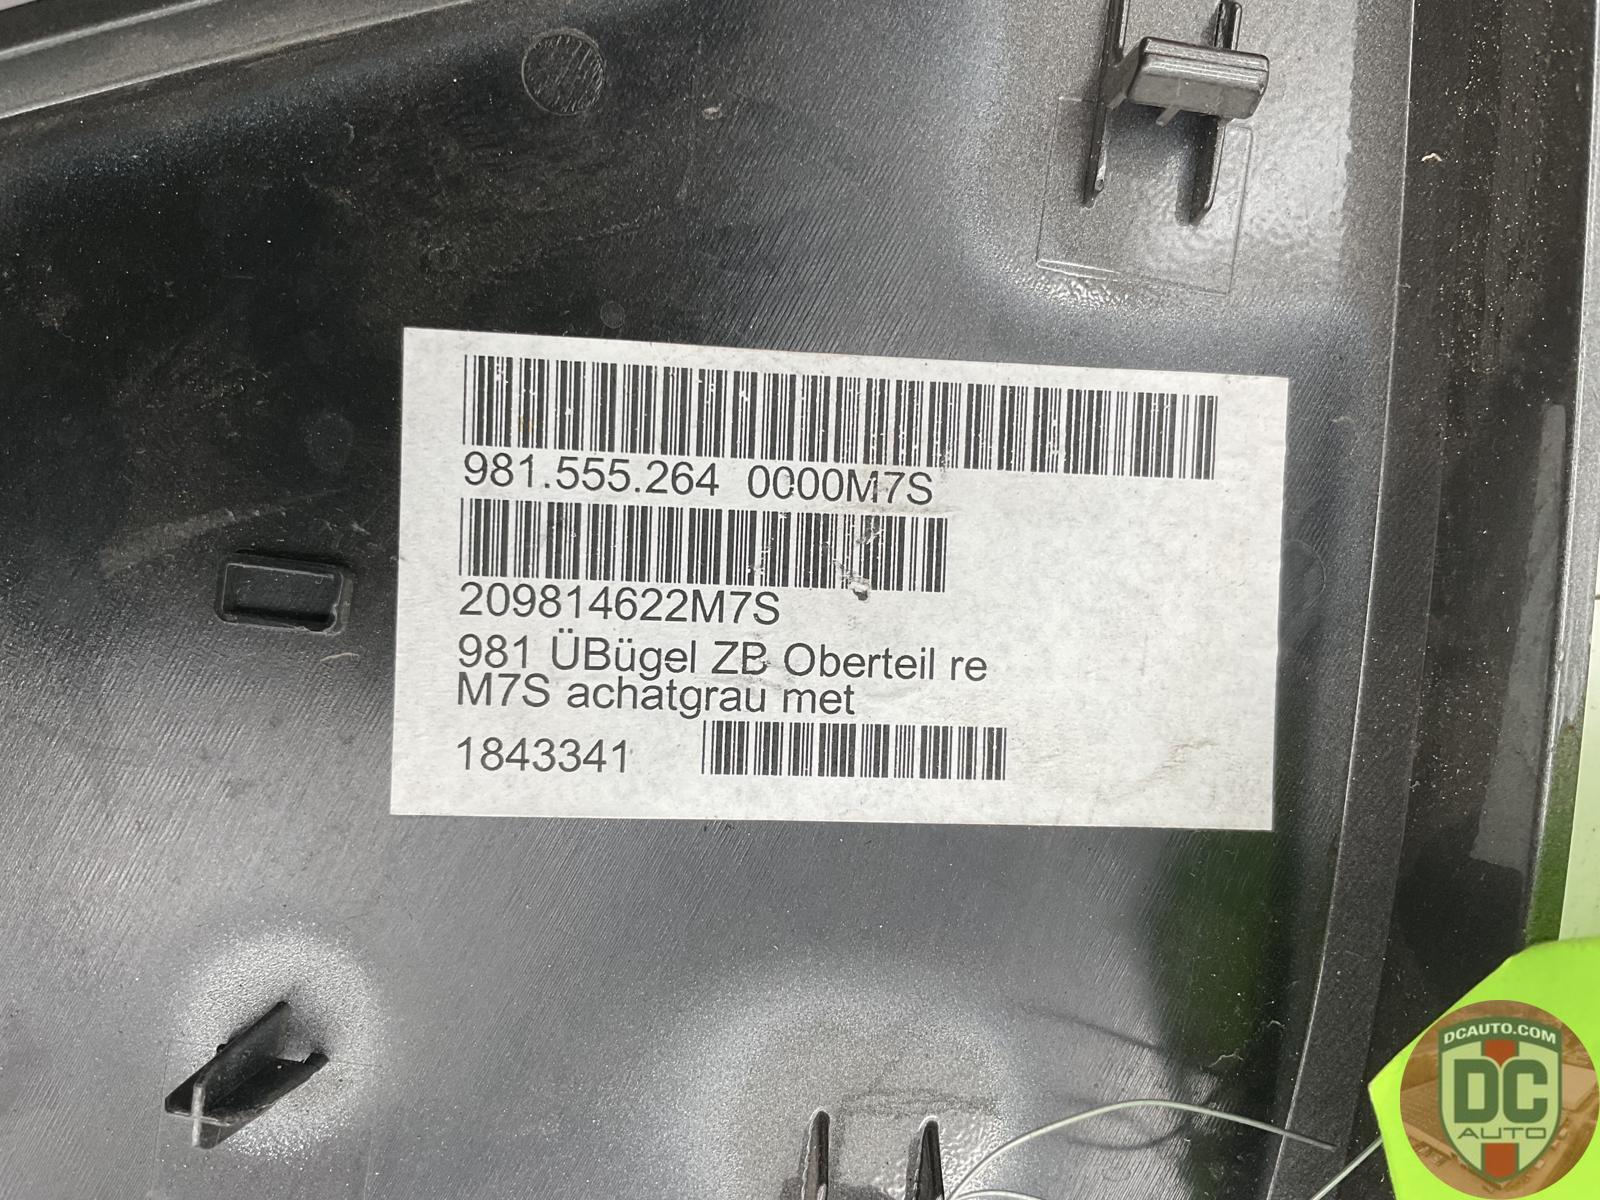 981.555.264 0000M7S
209814622M7S
981 ÜBügel ZB Oberteil re
M7S achatgrau met
1843341
DCAUTO.COM
DC
AUTO